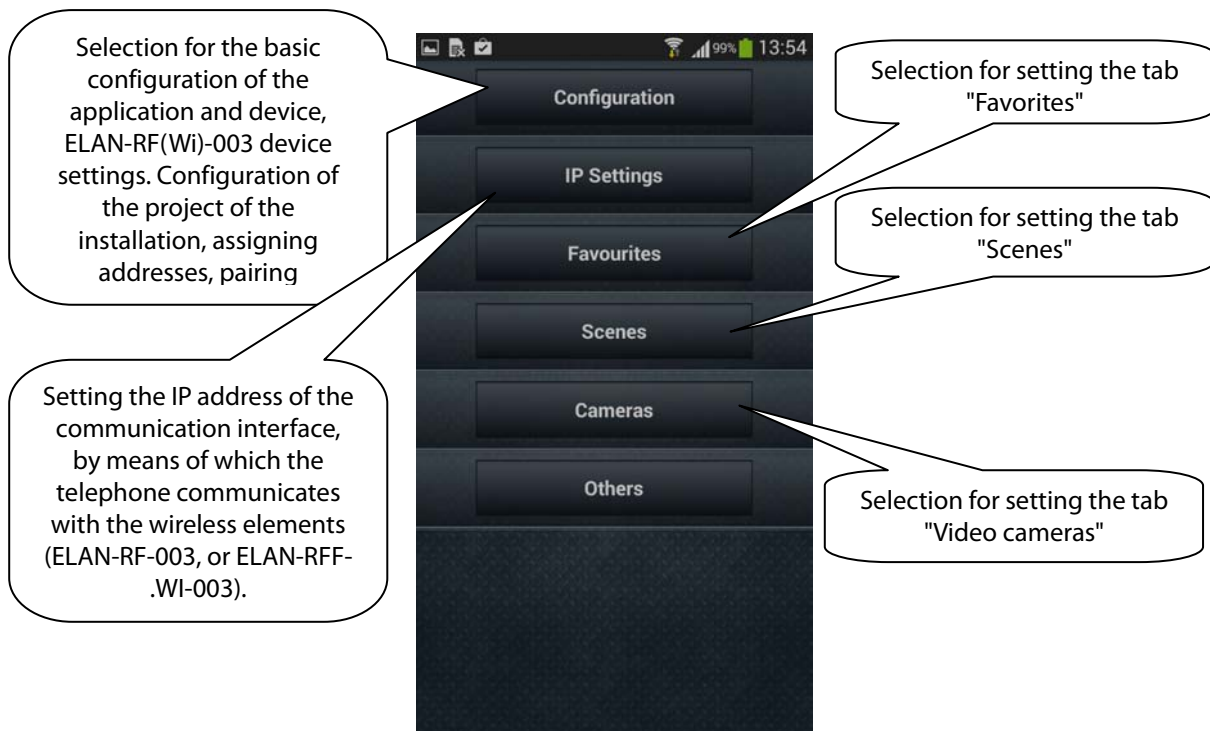 Selection for the basic
configuration of the
application and device,
ELAN-RF(Wi)-003 device
settings. Configuration of
the project of the
installation, assigning
addresses, pairing
Setting the IP address of the
communication interface,
by means of which the
telephone communicates
with the wireless elements
(ELAN-RF-003, or ELAN-RFF-
.WI-003).
99% 13:54
Configuration
IP Settings
Favourites
Scenes
Cameras
Others
Selection for setting the tab
"Favorites"
Selection for setting the tab
"Scenes"
Selection for setting the tab
"Video cameras"